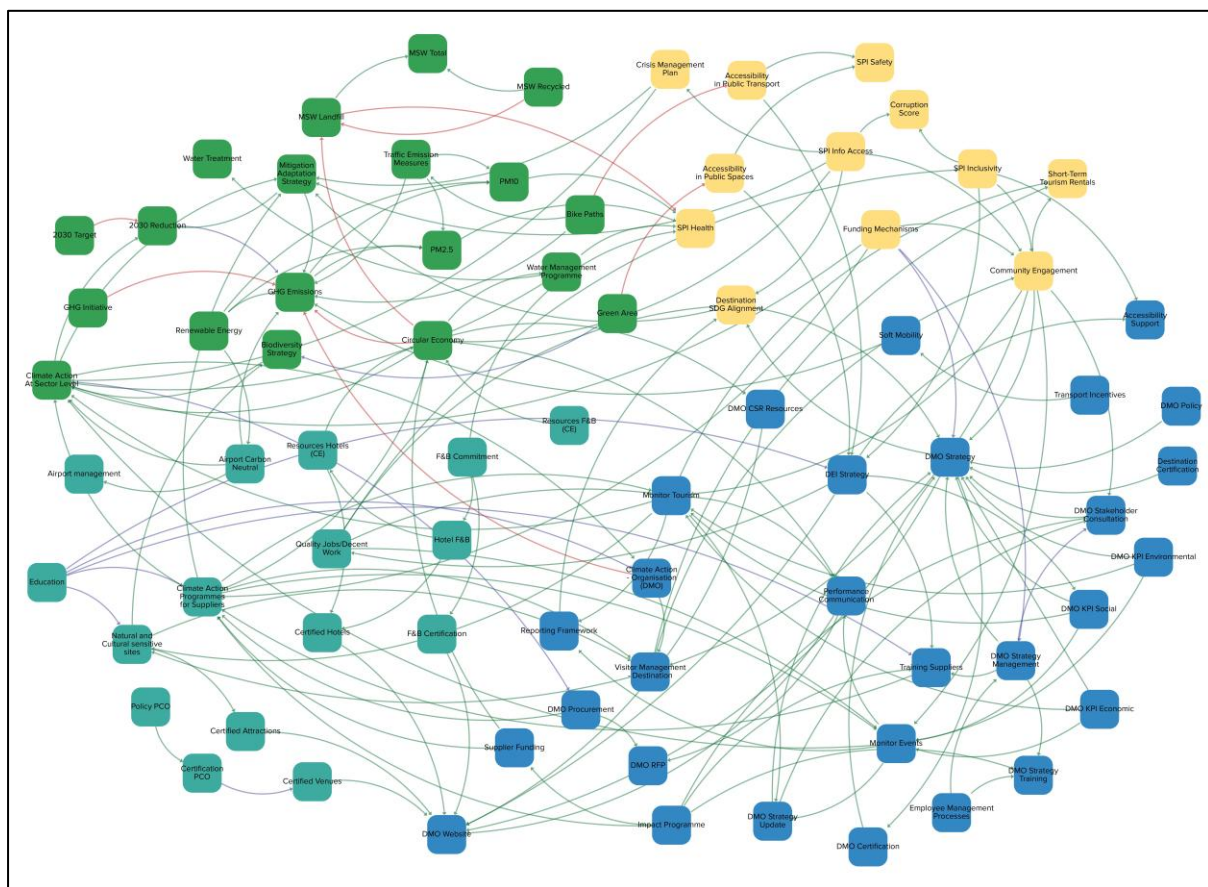 MSW Total
Crisis Management
Plan
Accessibility
in Public Transport
SPI Safety
MSW Recycled
MSW Landfill
Corruption
Score
Water Treatment
Mitigation
Adaptation
Strategy
Traffic Emission
Measures
PM10
Accessibility
in Public Spaces
SPI Info Access
SPI Inclusivity
Short-Term
Tourism Rentals
2030 Target
2030 Reduction
PM2.5
Bike Paths
SPI Health
Funding Mechanisms
Water Management
Programme
Community Engagement
GHG Initiative
GHG Emissions
Renewable Energy
Biodiversity
Strategy
Circular Economy
Green Area
Destination
SDG Alignment
Soft Mobility
Accessibility
Support
Climate Action
At Sector Level
DMO CSR Resources
Transport Incentives
DMO Policy
Resources F&B
(CE)
Airport management
Airport Carbon
Neutral
Resources Hotels
(CE)
F&B Commitment
Monitor Tourism
DEI Strategy
DMO Strategy
Destination
Certification
DMO Stakeholder
Consultation
Quality Jobs/Decent
Work
Hotel F&B
Education
Climate Action
Programmes
for Suppliers
Climate Action
Organisation
(DMO)
Performance
Communication
DMO KPI Environmental
DMO KPI Social
Natural and
Cultural sensitive
sites
Certified Hotels
F&B Certification
Reporting Framework
Visitor Management
Destination
Training Suppliers
DMO Strategy
Management
Policy PCO
Certified Attractions
DMO Procurement
DMO KPI Economic
Supplier Funding
Monitor Events
Certification
PCO
Certified Venues
DMO RFP
DMO Strategy
Training
DMO Website
Impact Programme
DMO Strategy
Update
DMO Certification
Employee Management
Processes